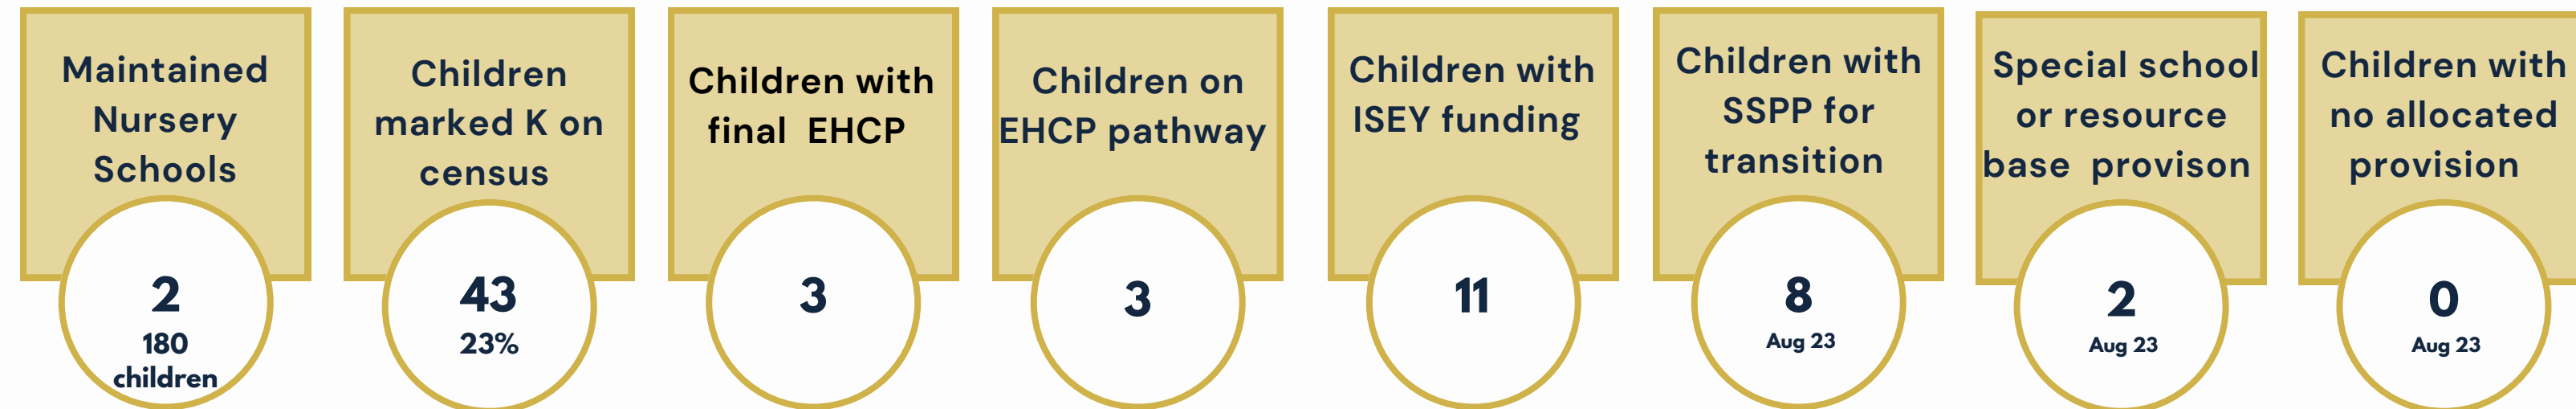 Maintained
Nursery
Schools
2
180
children
Children
marked K on
census
43
23%
Children with
final EHCP
3
Children on
EHCP pathway
3
Children with
ISEY funding
11
Children with
SSPP for
transition
8
Aug 23
Special school
or resource
base provison
2
Aug 23
Children with
no allocated
provision
0
Aug 23